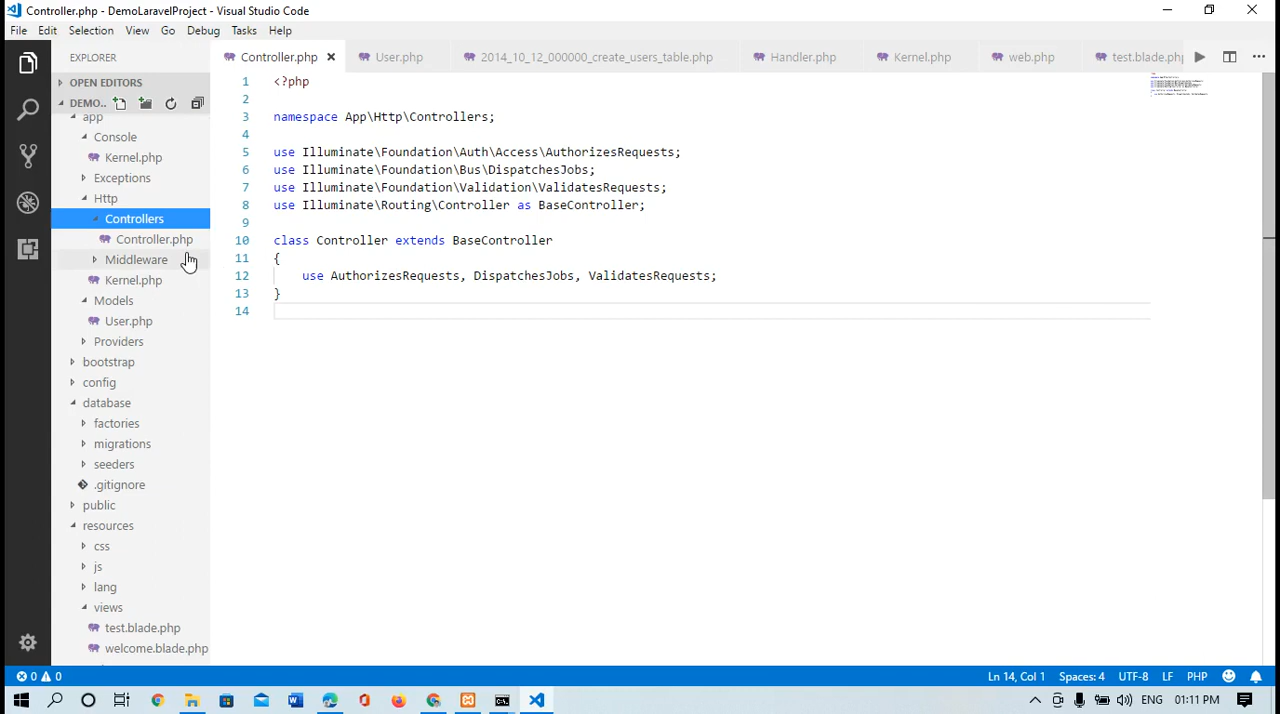 Controller.php - DemoLaravelProject - Visual Studio Code
File Edit Selection View Go Debug Tasks Help
EXPLORER
Controller.php User.php 2014_10_12_000000_create_users_table.php Handler.php Kernel.php web.php test.blade.php
OPEN EDITORS
DEMO...
app
Console
Kernel.php
Exceptions
Http
Controllers
Controller.php
Middleware
Kernel.php
Models
User.php
Providers
bootstrap
config
database
factories
migrations
seeders
.gitignore
public
resources
css
js
lang
views
test.blade.php
welcome.blade.php
1 <?php
2
3 namespace App\Http\Controllers;
4
5 use Illuminate\Foundation\Auth\Access\AuthorizesRequests;
6 use Illuminate\Foundation\Bus\DispatchesJobs;
7 use Illuminate\Foundation\Validation\ValidatesRequests;
8 use Illuminate\Routing\Controller as BaseController;
9
10 class Controller extends BaseController
11 {
12 use AuthorizesRequests, DispatchesJobs, ValidatesRequests;
13 }
14
0 0 Ln 14, Col 1 Spaces: 4 UTF-8 LF PHP
ENG 01:11 PM